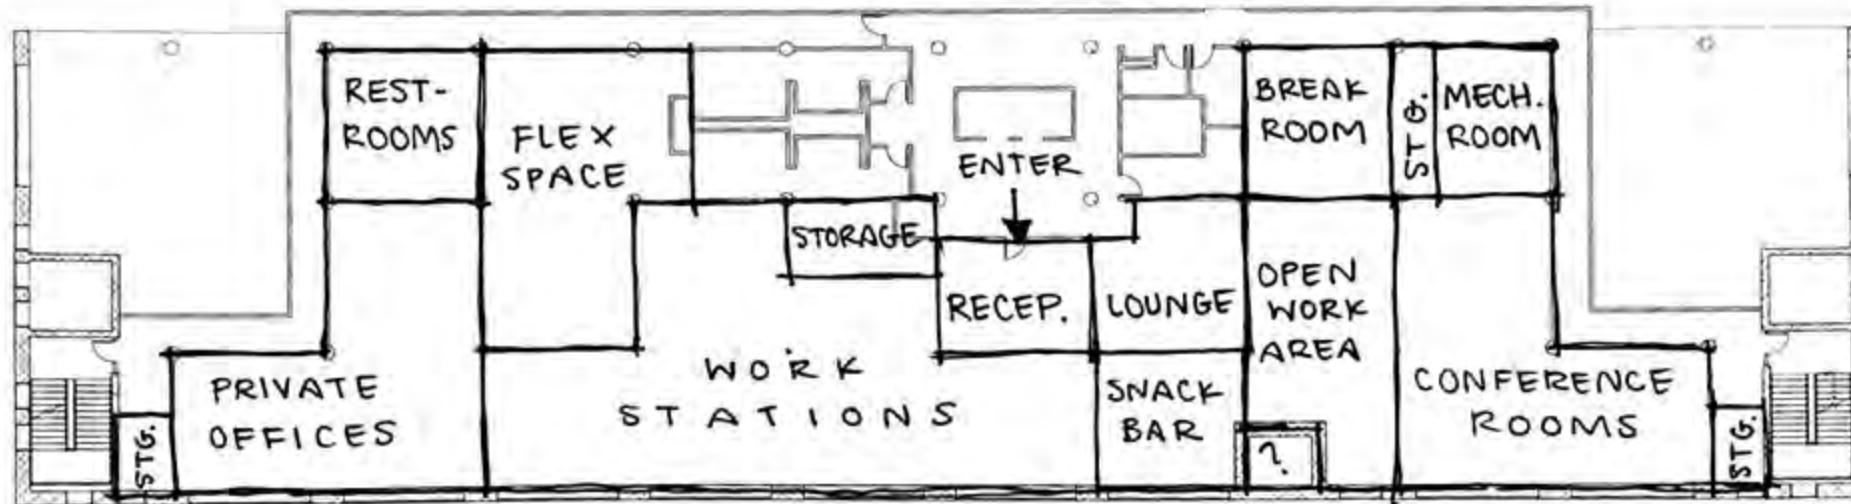 REST-
ROOMS
FLEX
SPACE
ENTER
BREAK
ROOM
STG.
MECH.
ROOM
STORAGE
RECEP.
LOUNGE
OPEN
WORK
AREA
PRIVATE
OFFICES
WORK
STATIONS
SNACK
BAR
CONFERENCE
ROOMS
STG.
?
STG.